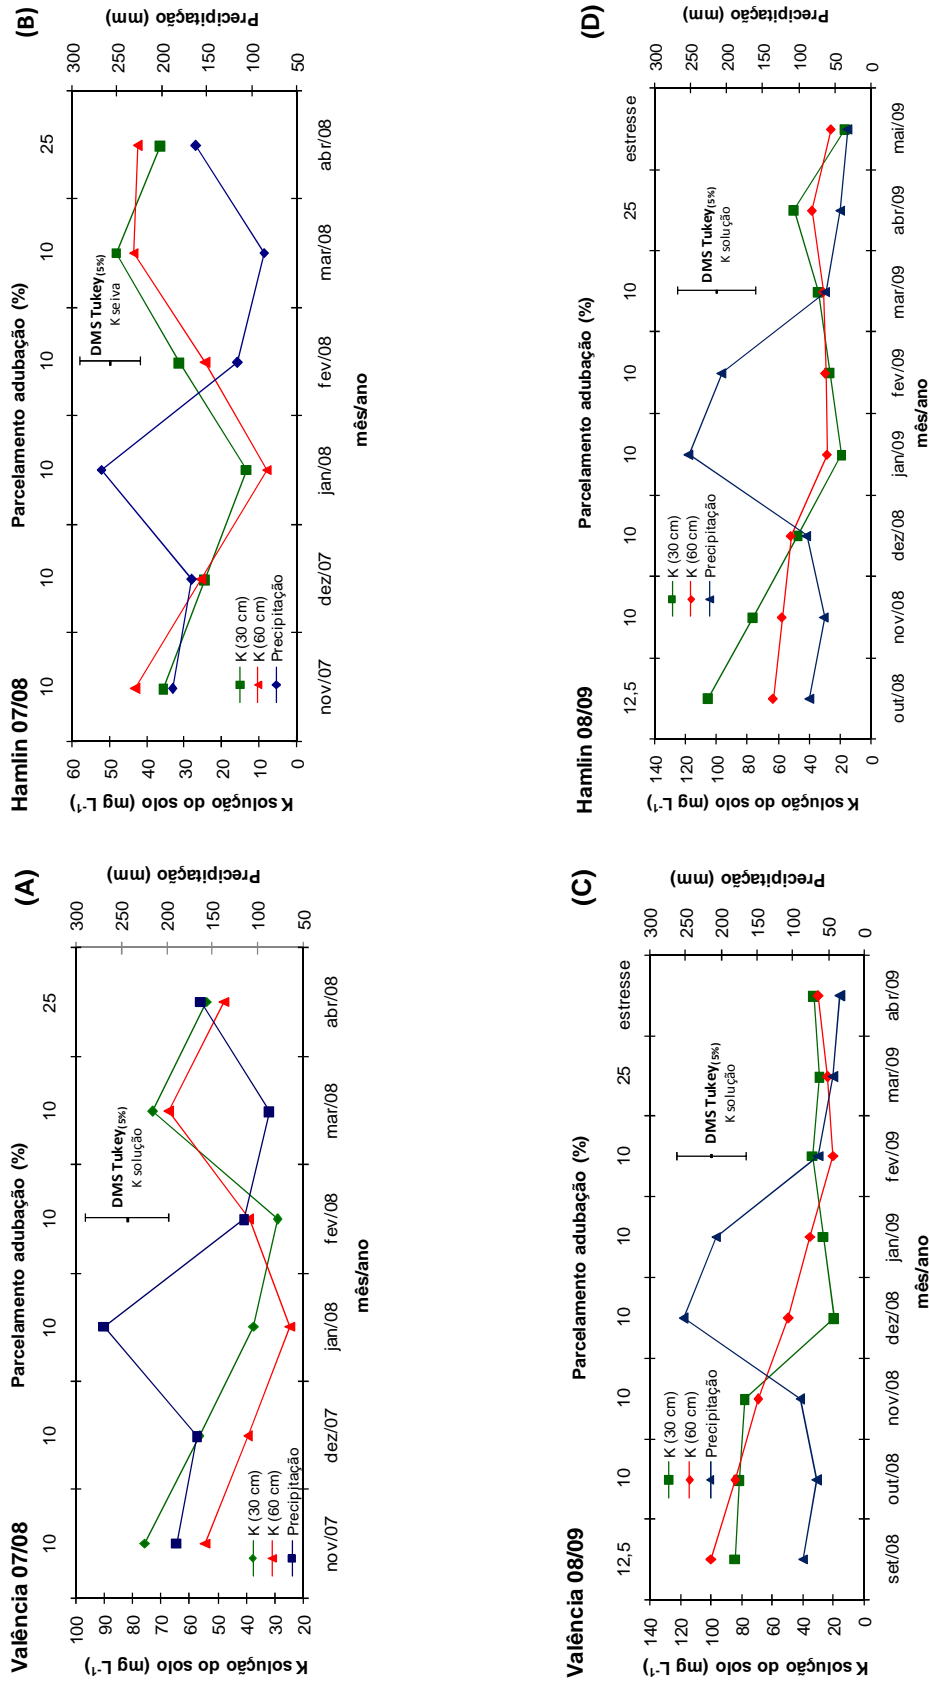 Valência 07/08
(A)
Parcelamento adubação (%)
10 10 10 10 10 25
100 90 80 70 60 50 40 30 20
K solução do solo (mg L-1)
300 250 200 150 100 50
Precipitação (mm)
DMS Tukey(5%)
K solução
K (30 cm)
K (60 cm)
Precipitação
nov/07 dez/07 jan/08 fev/08 mar/08 abr/08
mês/ano
Hamlin 07/08
(B)
Parcelamento adubação (%)
10 10 10 10 10 25
60 50 40 30 20 10 0
K solução do solo (mg L-1)
300 250 200 150 100 50
Precipitação (mm)
DMS Tukey(5%)
K seiva
K (30 cm)
K (60 cm)
Precipitação
nov/07 dez/07 jan/08 fev/08 mar/08 abr/08
mês/ano
Valência 08/09
(C)
Parcelamento adubação (%)
12,5 10 10 10 10 10 25 estresse
140 120 100 80 60 40 20 0
K solução do solo (mg L-1)
300 250 200 150 100 50 0
Precipitação (mm)
DMS Tukey(5%)
K solução
K (30 cm)
K (60 cm)
Precipitação
set/08 out/08 nov/08 dez/08 jan/09 fev/09 mar/09 abr/09
mês/ano
Hamlin 08/09
(D)
Parcelamento adubação (%)
12,5 10 10 10 10 10 25 estresse
140 120 100 80 60 40 20 0
K solução do solo (mg L-1)
300 250 200 150 100 50 0
Precipitação (mm)
DMS Tukey(5%)
K solução
K (30 cm)
K (60 cm)
Precipitação
out/08 nov/08 dez/08 jan/09 fev/09 mar/09 abr/09 mai/09
mês/ano